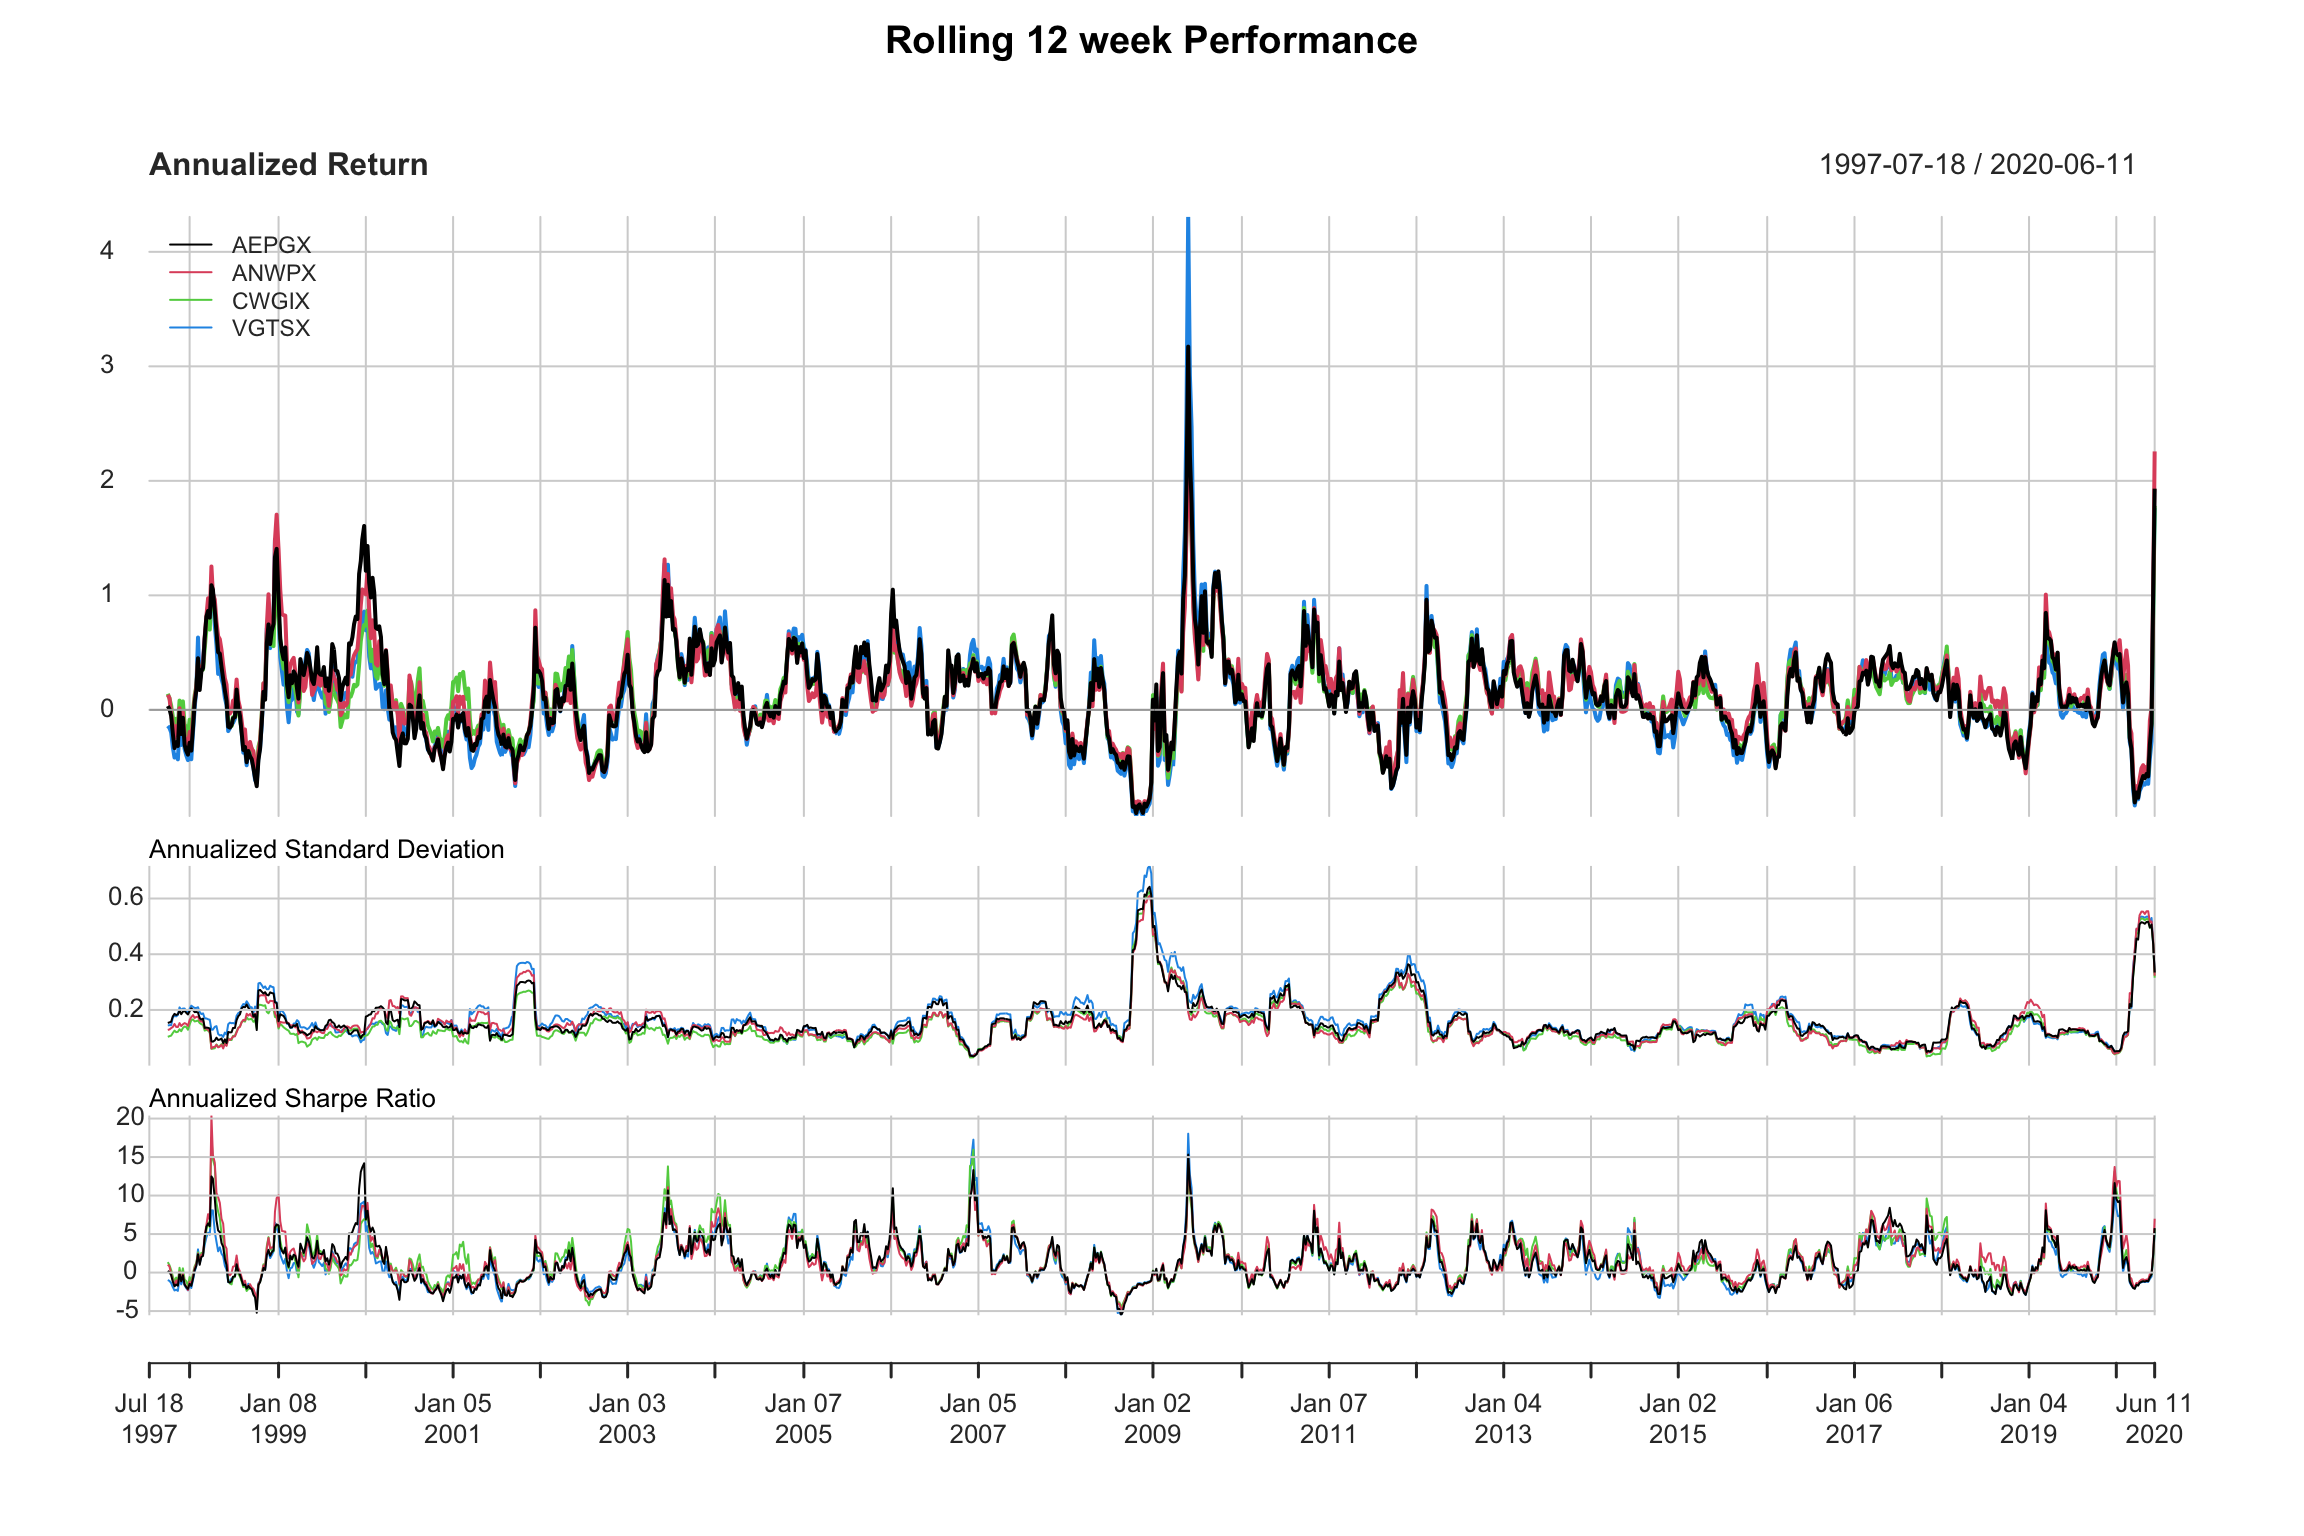 Rolling 12 week Performance
Annualized Return
1997-07-18 / 2020-06-11
AEPGX
ANWPX
CWGIX
VGTSX
4
3
2
1
0
Annualized Standard Deviation
0.6
0.4
0.2
Annualized Sharpe Ratio
20
15
10
5
0
-5
Jul 18 Jan 08 Jan 05 Jan 03 Jan 07 Jan 05 Jan 02 Jan 07 Jan 04 Jan 02 Jan 06 Jan 04 Jun 11
1997 1999 2001 2003 2005 2007 2009 2011 2013 2015 2017 2019 2020